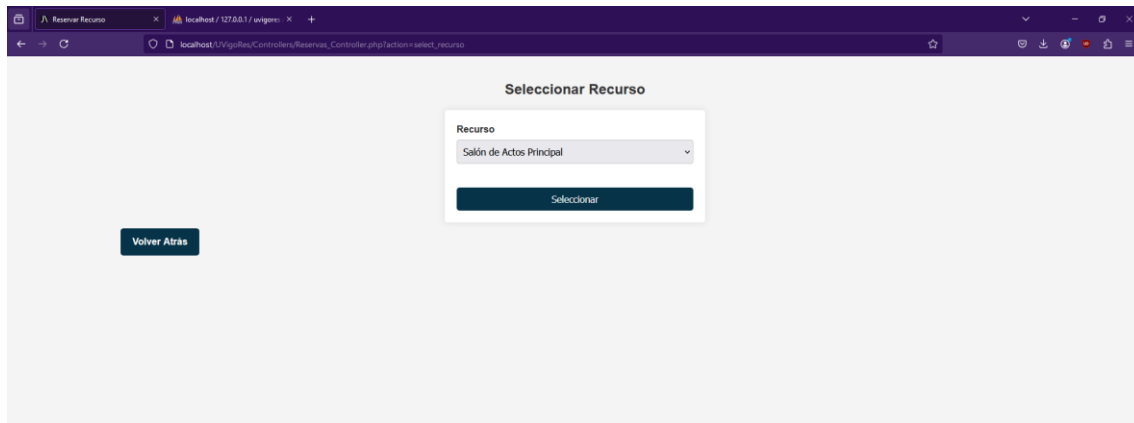 Reservar Recurso
localhost / 127.0.0.1 / uvigores
localhost/UVigoRes/Controllers/Reservas_Controller.php?action=select_recurso
Seleccionar Recurso
Recurso
Salón de Actos Principal
Seleccionar
Volver Atrás